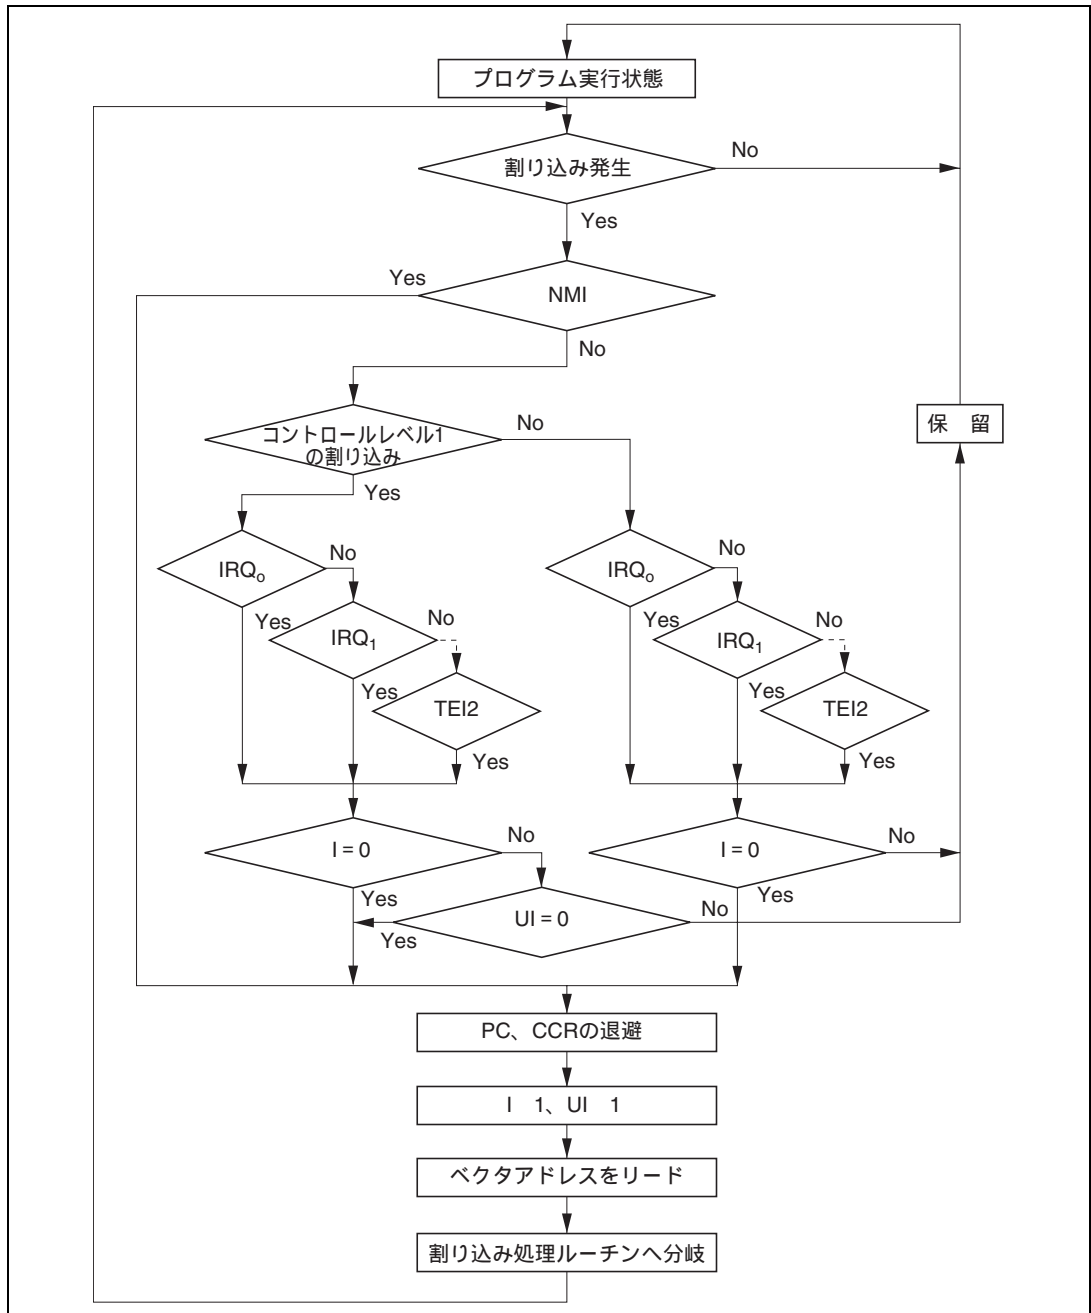 プログラム実行状態
割り込み発生
No
Yes
NMI
Yes
No
コントロールレベル1
の割り込み
No
Yes
保 留
IRQ₀
No
Yes
IRQ₁
No
Yes
TEI2
Yes
IRQ₀
No
Yes
IRQ₁
No
Yes
TEI2
Yes
I = 0
No
Yes
UI = 0
No
Yes
I = 0
No
Yes
PC、CCRの退避
I 1、UI 1
ベクタアドレスをリード
割り込み処理ルーチンへ分岐